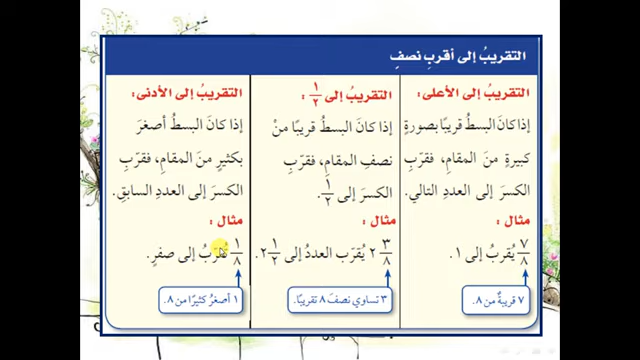 التقريبُ إلى أقربِ نصفٍ
التقريبُ إلى الأعلى:
إذا كانَ البسطُ قريبًا بصورةٍ
كبيرةٍ منَ المقامِ، فقرِّبِ
الكسرَ إلى العددِ التالي.
مثال:
٧/٨ يُقرّبُ إلى ١.
٧ قريبةٌ من ٨.
التقريبُ إلى ١/٢:
إذا كانَ البسطُ قريبًا منْ
نصفِ المقامِ، فقرِّبِ
الكسرَ إلى ١/٢.
مثال:
٢ ٣/٨ يُقرّب العددُ إلى ٢ ١/٢.
٣ تساوي نصفَ ٨ تقريبًا.
التقريبُ إلى الأدنى:
إذا كانَ البسطُ أصغرَ
بكثيرٍ منَ المقامِ، فقرِّبِ
الكسرَ إلى العددِ السابقِ.
مثال:
١/٨ يُقرّبُ إلى صفرٍ.
١ أصغرُ كثيرًا من ٨.